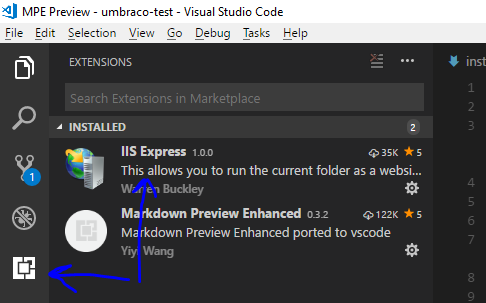 MPE Preview - umbraco-test - Visual Studio Code
File Edit Selection View Go Debug Tasks Help
EXTENSIONS
Search Extensions in Marketplace
INSTALLED 2
IIS Express 1.0.0 35K 5
This allows you to run the current folder as a websi...
Warren Buckley
Markdown Preview Enhanced 0.3.2 122K 5
Markdown Preview Enhanced ported to vscode
Yiyi Wang
1
inst
1
2
3
4
5
6
7
8
9